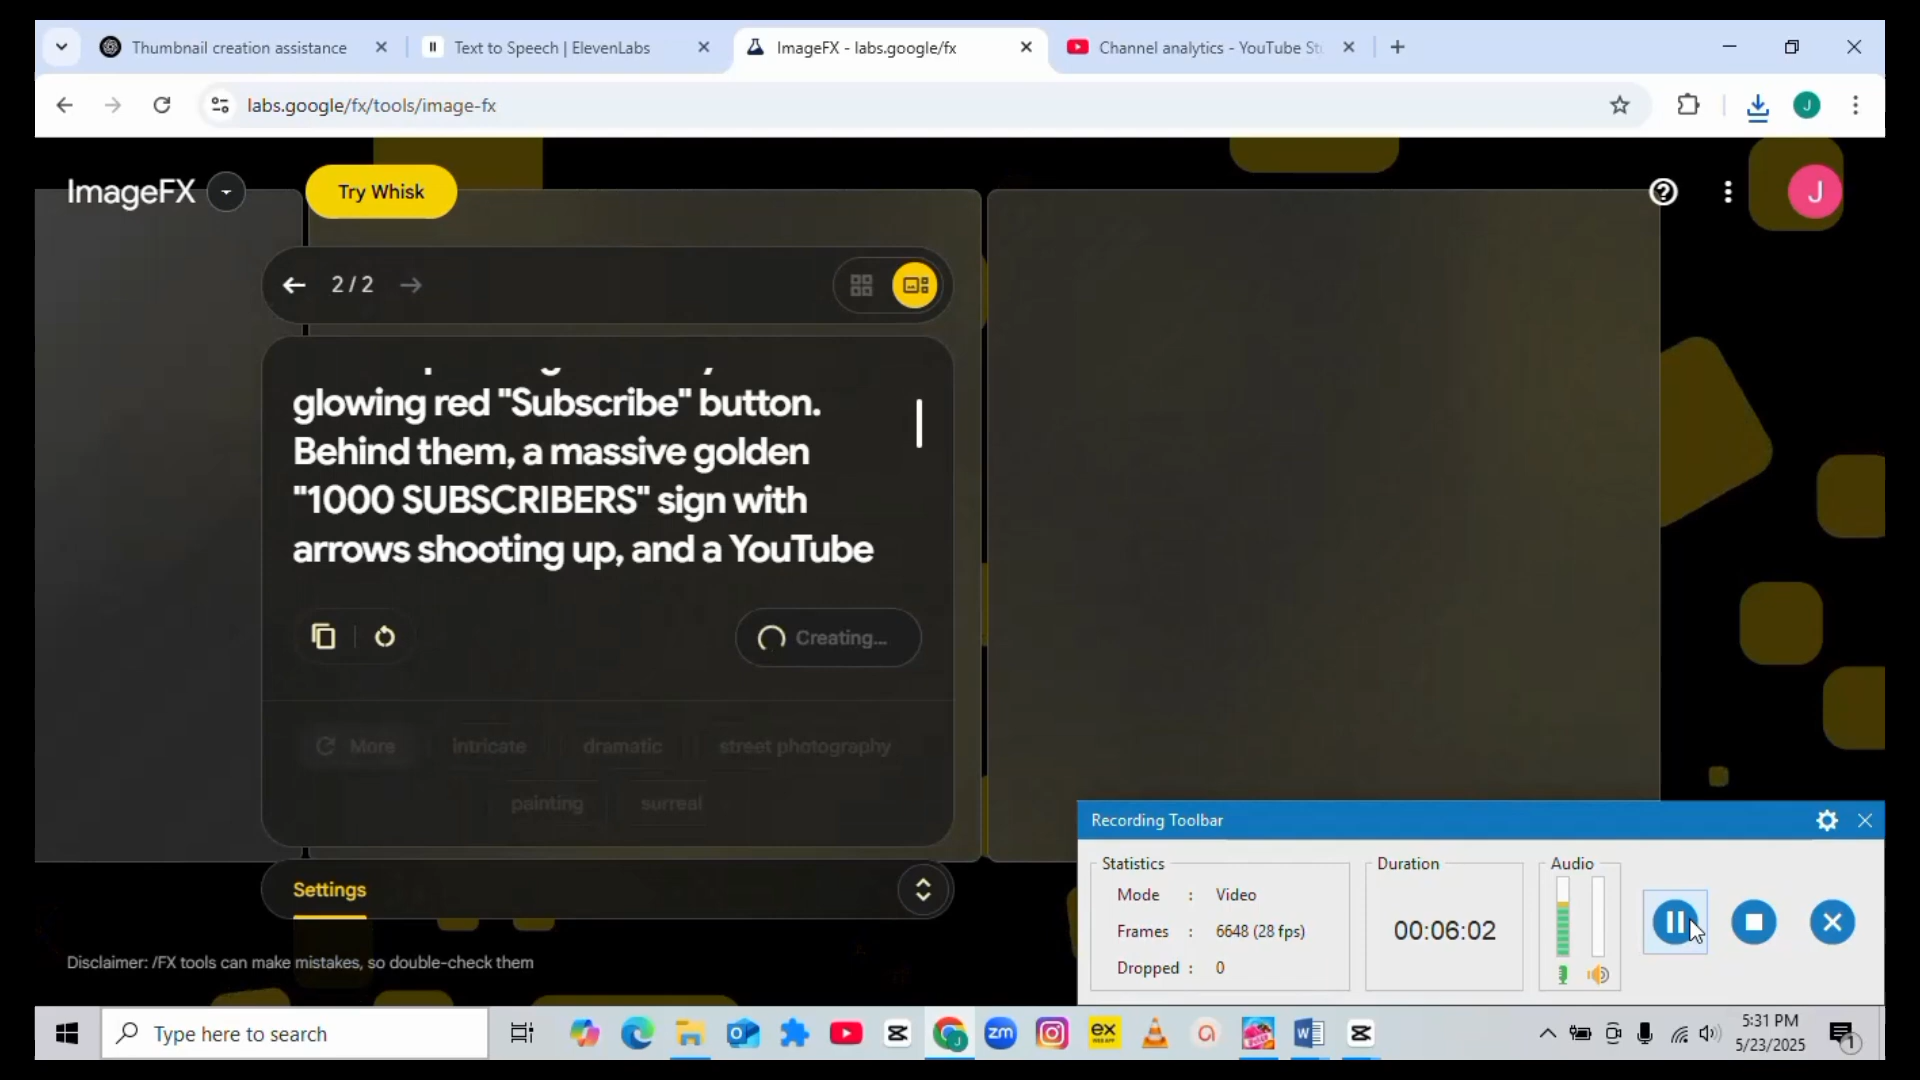 Thumbnail creation assistance
Text to Speech | ElevenLabs
ImageFX - labs.google/fx
Channel analytics - YouTube St
labs.google/fx/tools/image-fx
J
ImageFX
Try Whisk
J
2 / 2
glowing red "Subscribe" button.
Behind them, a massive golden
"1000 SUBSCRIBERS" sign with
arrows shooting up, and a YouTube
Creating...
More
intricate
dramatic
street photography
painting
surreal
Settings
Disclaimer: /FX tools can make mistakes, so double-check them
Recording Toolbar
Statistics
Mode : Video
Frames : 6648 (28 fps)
Dropped : 0
Duration
00:06:02
Audio
Type here to search
zm
ex
5:31 PM
5/23/2025
1